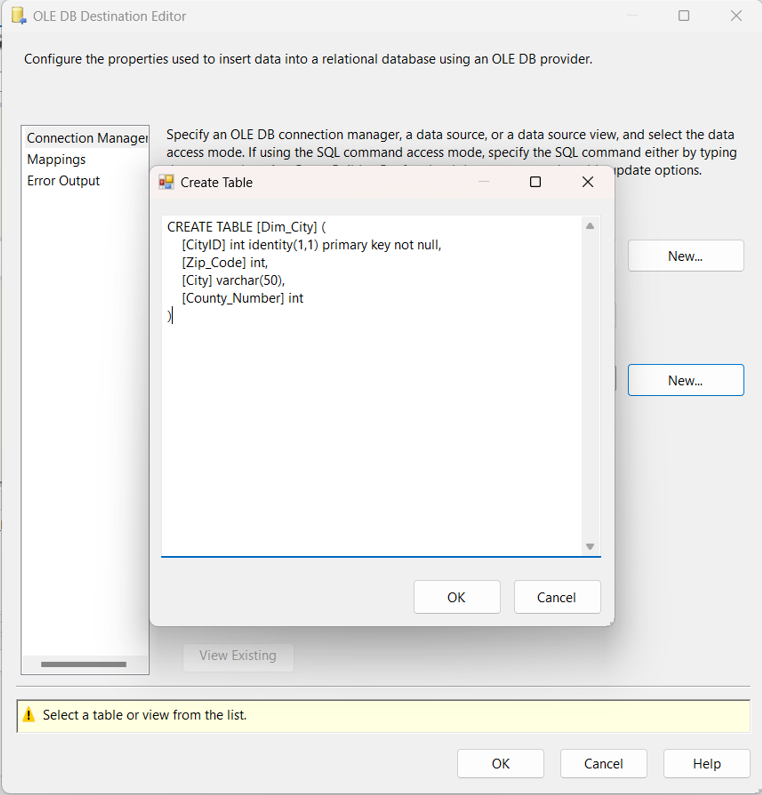 OLE DB Destination Editor
Configure the properties used to insert data into a relational database using an OLE DB provider.
Connection Manager
Mappings
Error Output
Specify an OLE DB connection manager, a data source, or a data source view, and select the data
access mode. If using the SQL command access mode, specify the SQL command either by typing
update options.
Create Table
CREATE TABLE [Dim_City] (
[CityID] int identity(1,1) primary key not null,
[Zip_Code] int,
[City] varchar(50),
[County_Number] int
)
New...
New...
OK
Cancel
View Existing
Select a table or view from the list.
OK
Cancel
Help